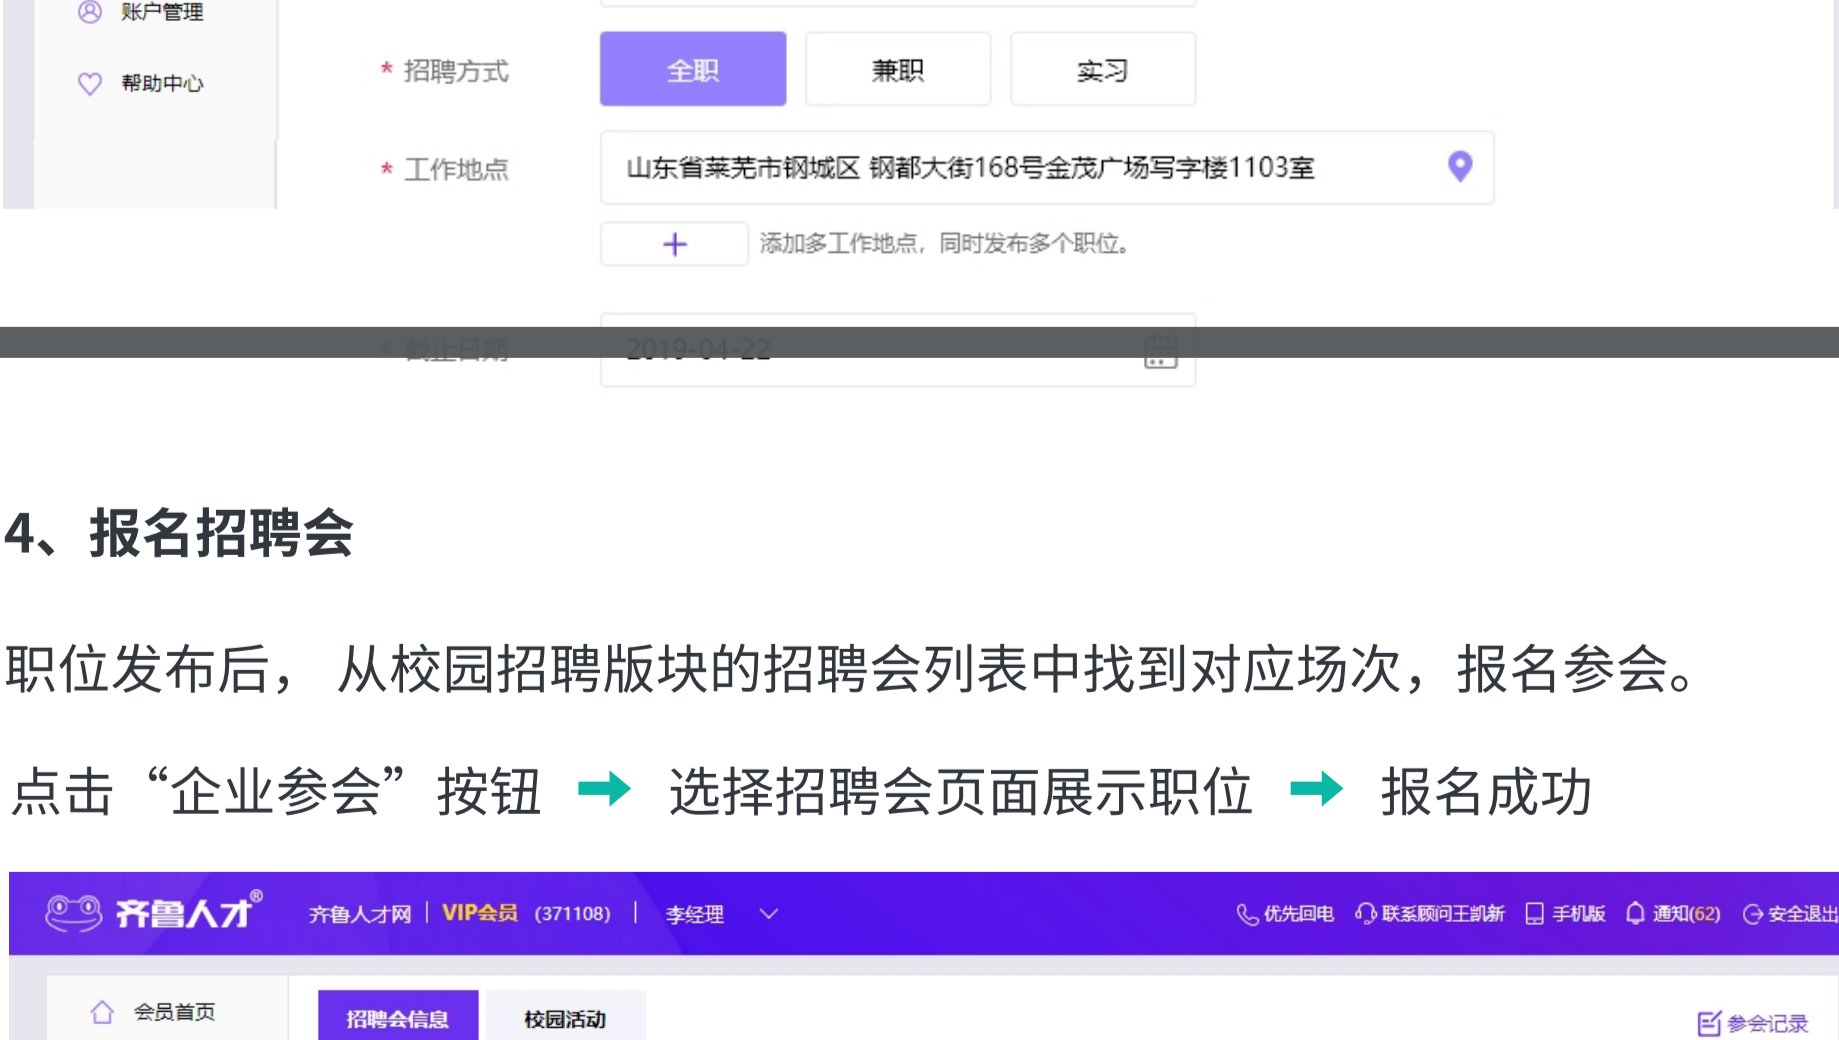 账户管理
帮助中心
* 招聘方式 全职 兼职 实习
* 工作地点 山东省莱芜市钢城区 钢都大街168号金茂广场写字楼1103室
添加多工作地点，同时发布多个职位。
* 截止日期 2019-04-22
4、报名招聘会
职位发布后， 从校园招聘版块的招聘会列表中找到对应场次，报名参会。
点击“企业参会”按钮 ➡ 选择招聘会页面展示职位 ➡ 报名成功
齐鲁人才® 齐鲁人才网 | VIP会员 (371108) | 李经理 优先回电 联系顾问王凯新 手机版 通知(62) 安全退出
会员首页 招聘会信息 校园活动 参会记录